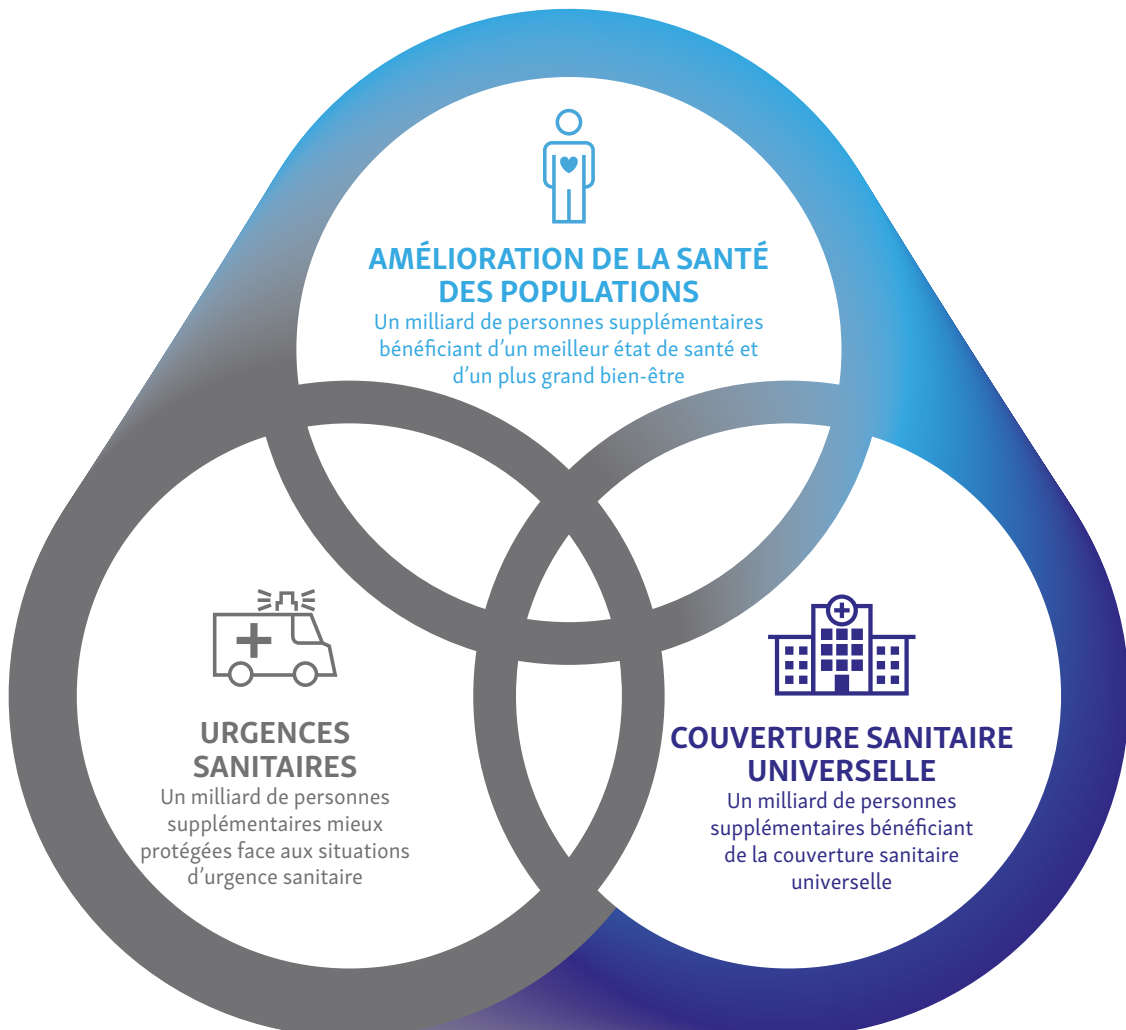 AMÉLIORATION DE LA SANTÉ
DES POPULATIONS
Un milliard de personnes supplémentaires
bénéficiant d'un meilleur état de santé et
d'un plus grand bien-être
URGENCES
SANITAIRES
Un milliard de personnes
supplémentaires mieux
protégées face aux situations
d'urgence sanitaire
COUVERTURE SANITAIRE
UNIVERSELLE
Un milliard de personnes
supplémentaires bénéficiant
de la couverture sanitaire
universelle